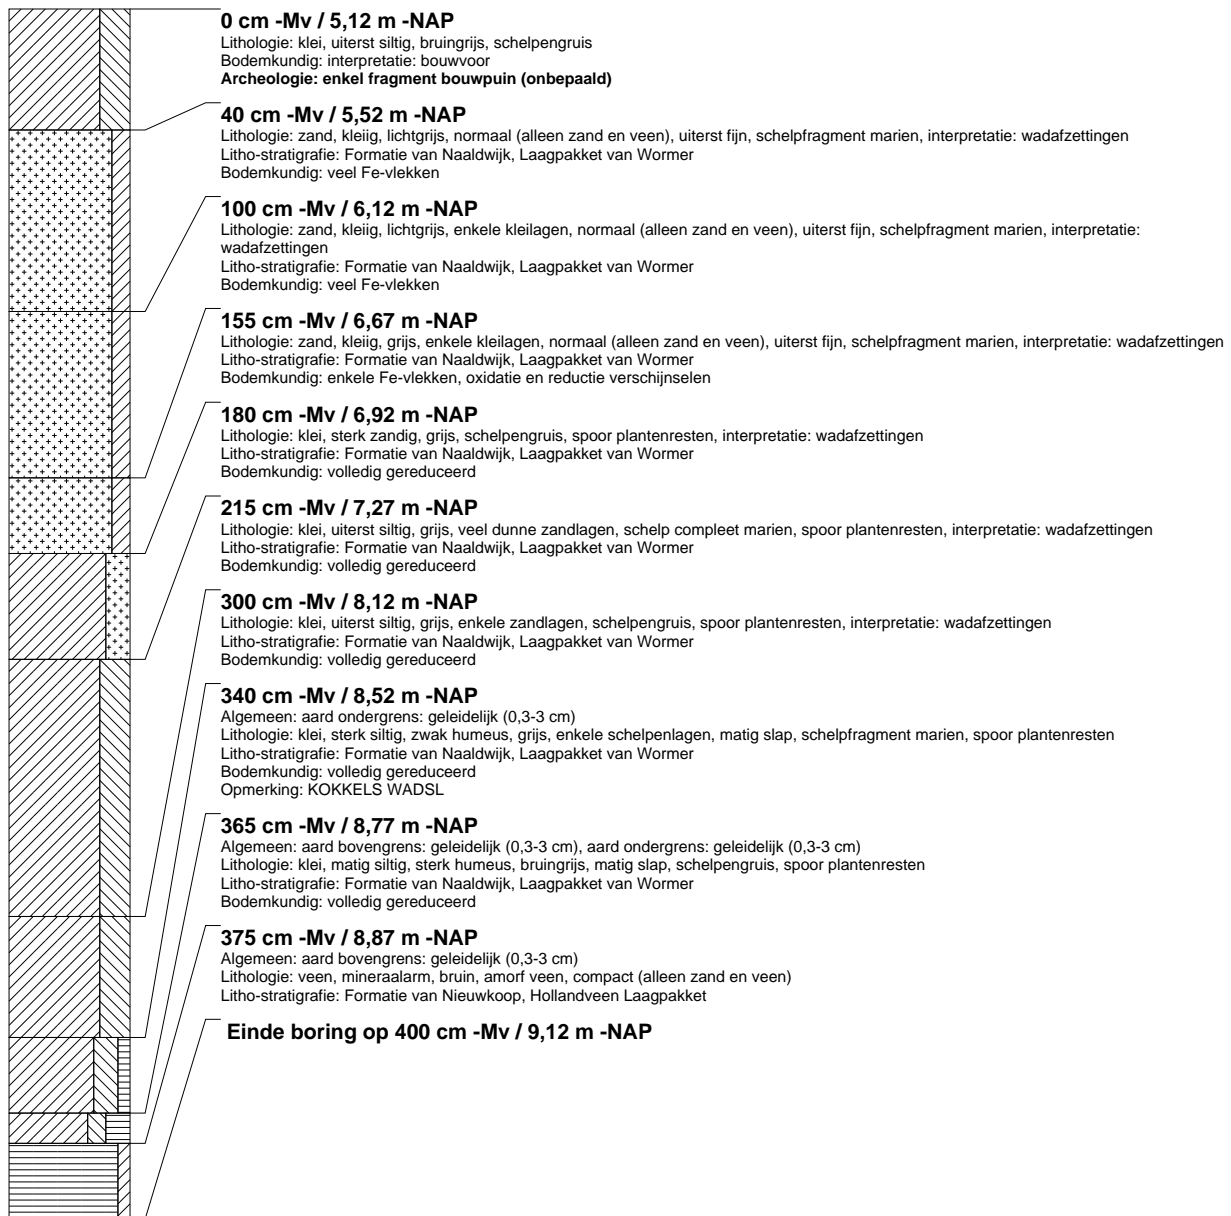 0 cm -Mv / 5,12 m -NAP
Lithologie: klei, uiterst siltig, bruingrijs, schelpengruis
Bodemkundig: interpretatie: bouwvoor
Archeologie: enkel fragment bouwpuin (onbepaald)
40 cm -Mv / 5,52 m -NAP
Lithologie: zand, kleiig, lichtgrijs, normaal (alleen zand en veen), uiterst fijn, schelpfragment marien, interpretatie: wadafzettingen
Litho-stratigrafie: Formatie van Naaldwijk, Laagpakket van Wormer
Bodemkundig: veel Fe-vlekken
100 cm -Mv / 6,12 m -NAP
Lithologie: zand, kleiig, lichtgrijs, enkele kleilagen, normaal (alleen zand en veen), uiterst fijn, schelpfragment marien, interpretatie:
wadafzettingen
Litho-stratigrafie: Formatie van Naaldwijk, Laagpakket van Wormer
Bodemkundig: veel Fe-vlekken
155 cm -Mv / 6,67 m -NAP
Lithologie: zand, kleiig, grijs, enkele kleilagen, normaal (alleen zand en veen), uiterst fijn, schelpfragment marien, interpretatie: wadafzettingen
Litho-stratigrafie: Formatie van Naaldwijk, Laagpakket van Wormer
Bodemkundig: enkele Fe-vlekken, oxidatie en reductie verschijnselen
180 cm -Mv / 6,92 m -NAP
Lithologie: klei, sterk zandig, grijs, schelpengruis, spoor plantenresten, interpretatie: wadafzettingen
Litho-stratigrafie: Formatie van Naaldwijk, Laagpakket van Wormer
Bodemkundig: volledig gereduceerd
215 cm -Mv / 7,27 m -NAP
Lithologie: klei, uiterst siltig, grijs, veel dunne zandlagen, schelp compleet marien, spoor plantenresten, interpretatie: wadafzettingen
Litho-stratigrafie: Formatie van Naaldwijk, Laagpakket van Wormer
Bodemkundig: volledig gereduceerd
300 cm -Mv / 8,12 m -NAP
Lithologie: klei, uiterst siltig, grijs, enkele zandlagen, schelpengruis, spoor plantenresten, interpretatie: wadafzettingen
Litho-stratigrafie: Formatie van Naaldwijk, Laagpakket van Wormer
Bodemkundig: volledig gereduceerd
340 cm -Mv / 8,52 m -NAP
Algemeen: aard ondergrens: geleidelijk (0,3-3 cm)
Lithologie: klei, sterk siltig, zwak humeus, grijs, enkele schelpenlagen, matig slap, schelpfragment marien, spoor plantenresten
Litho-stratigrafie: Formatie van Naaldwijk, Laagpakket van Wormer
Bodemkundig: volledig gereduceerd
Opmerking: KOKKELS WADSL
365 cm -Mv / 8,77 m -NAP
Algemeen: aard bovengrens: geleidelijk (0,3-3 cm), aard ondergrens: geleidelijk (0,3-3 cm)
Lithologie: klei, matig siltig, sterk humeus, bruingrijs, matig slap, schelpengruis, spoor plantenresten
Litho-stratigrafie: Formatie van Naaldwijk, Laagpakket van Wormer
Bodemkundig: volledig gereduceerd
375 cm -Mv / 8,87 m -NAP
Algemeen: aard bovengrens: geleidelijk (0,3-3 cm)
Lithologie: veen, mineraalarm, bruin, amorf veen, compact (alleen zand en veen)
Litho-stratigrafie: Formatie van Nieuwkoop, Hollandveen Laagpakket
Einde boring op 400 cm -Mv / 9,12 m -NAP